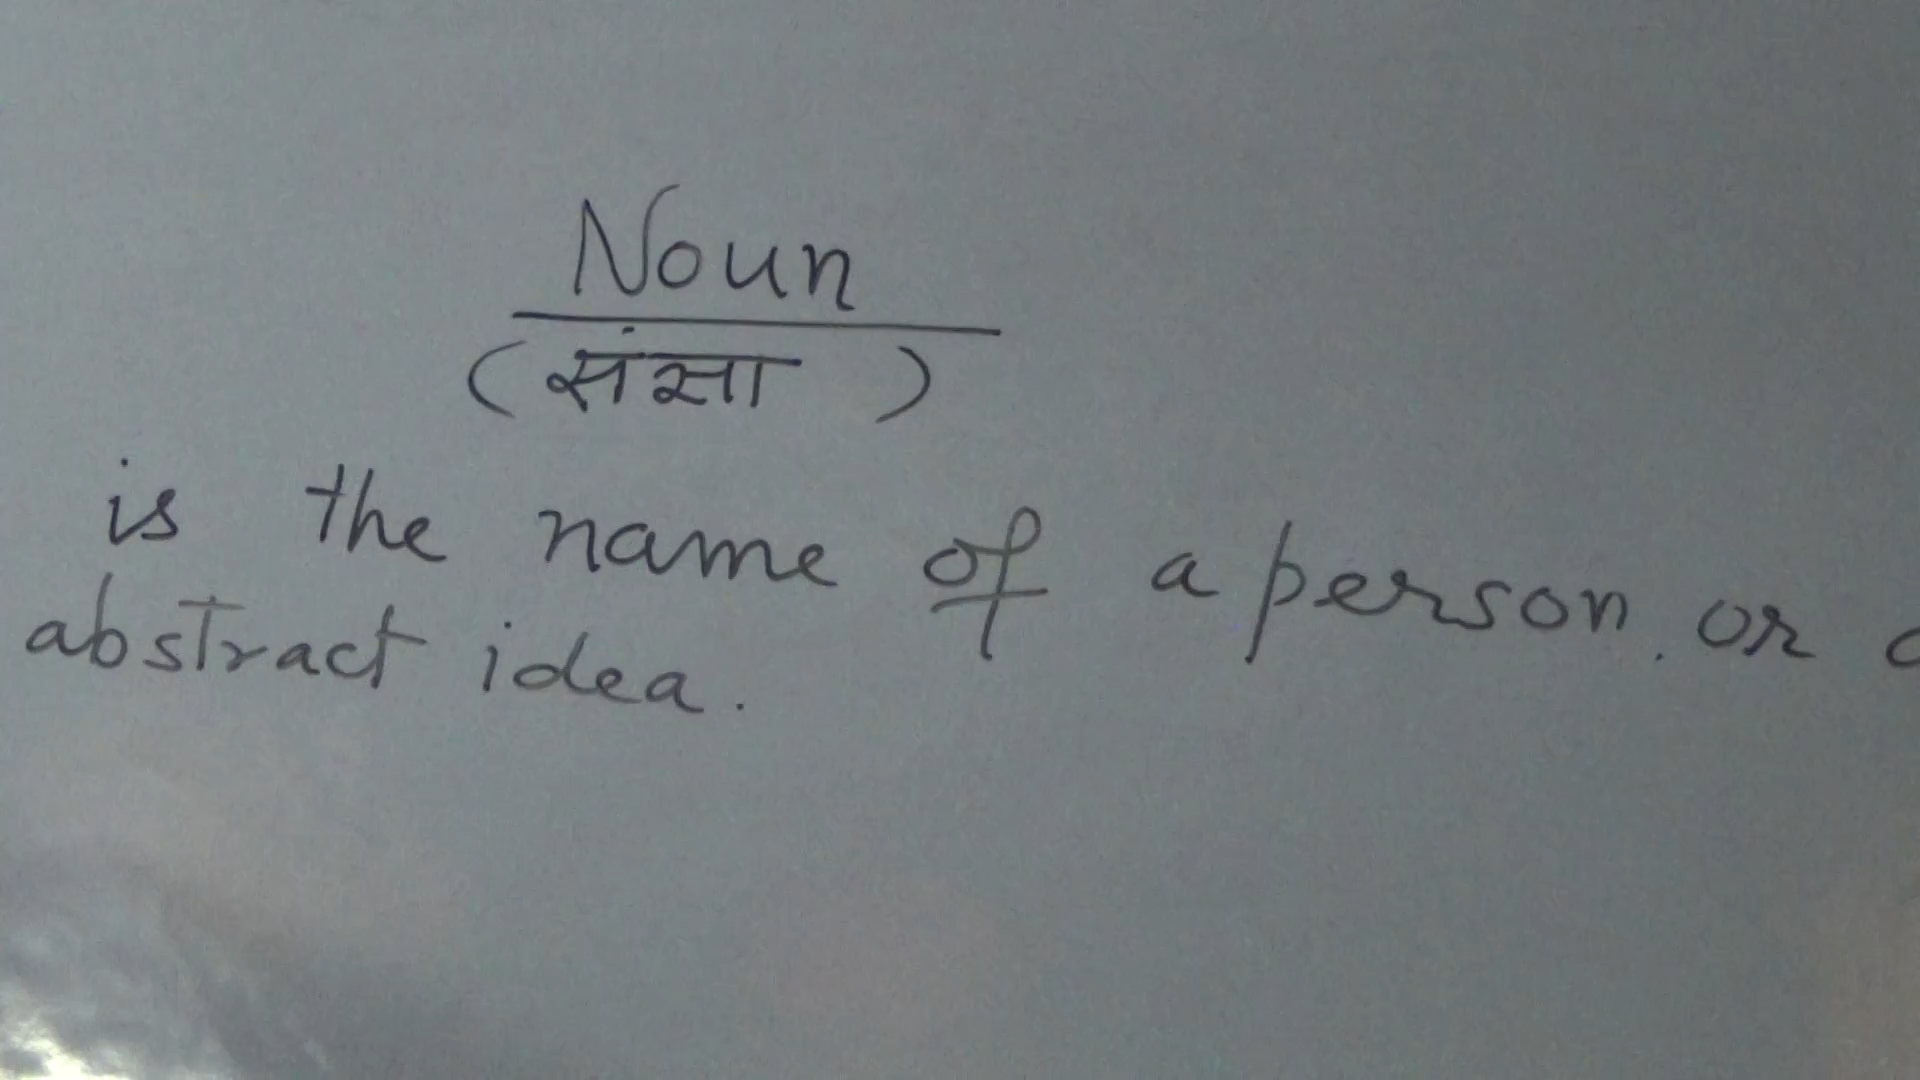 Noun
(संज्ञा)
is the name of a person. or
abstract idea.